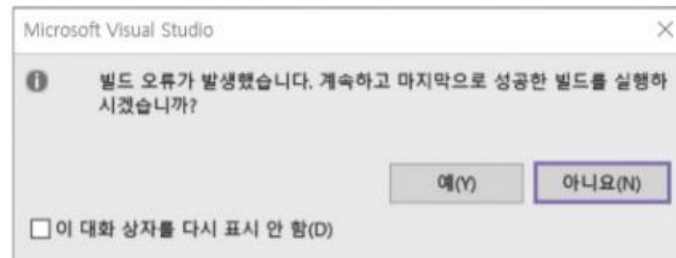 Microsoft Visual Studio
빌드 오류가 발생했습니다. 계속하고 마지막으로 성공한 빌드를 실행하
시겠습니까?
예(Y)
아니요(N)
이 대화 상자를 다시 표시 안 함(D)